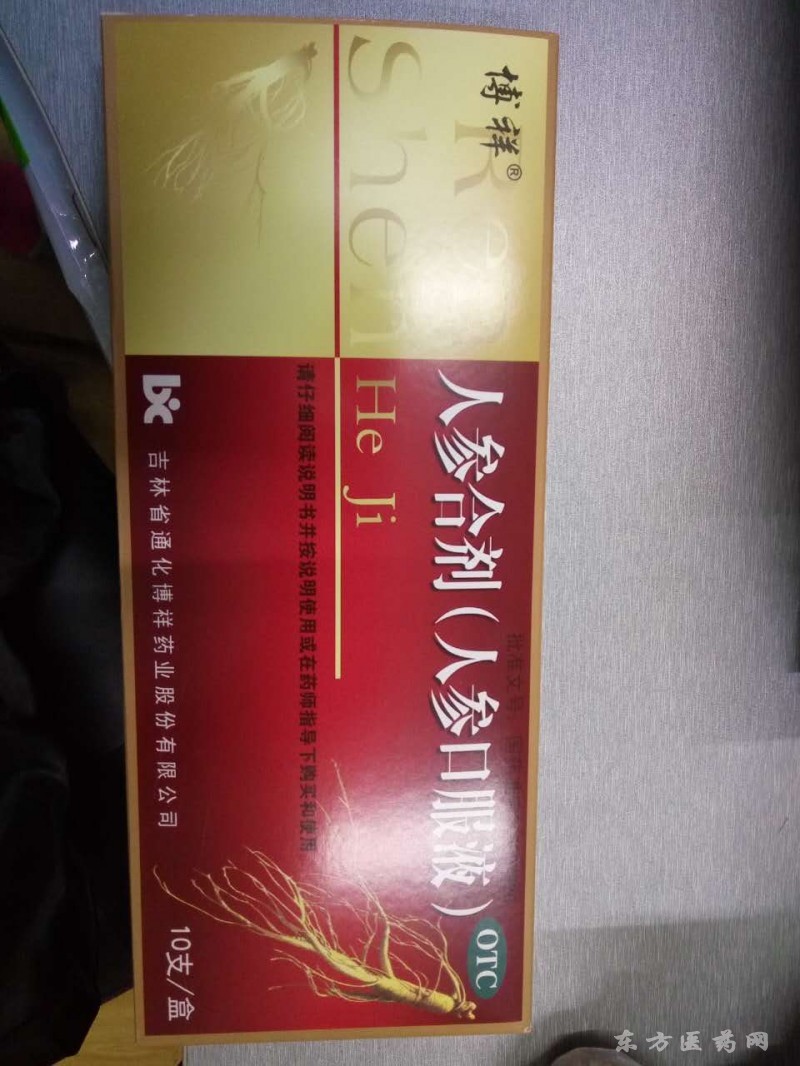 博祥®
Ren
Shen He Ji
人参合剂(人参口服液)
OTC
批准文号 国
请仔细阅读说明书并按说明使用或在药师指导下购买和使用
bx
吉林省通化博祥药业股份有限公司
10支/盒
东方医药网